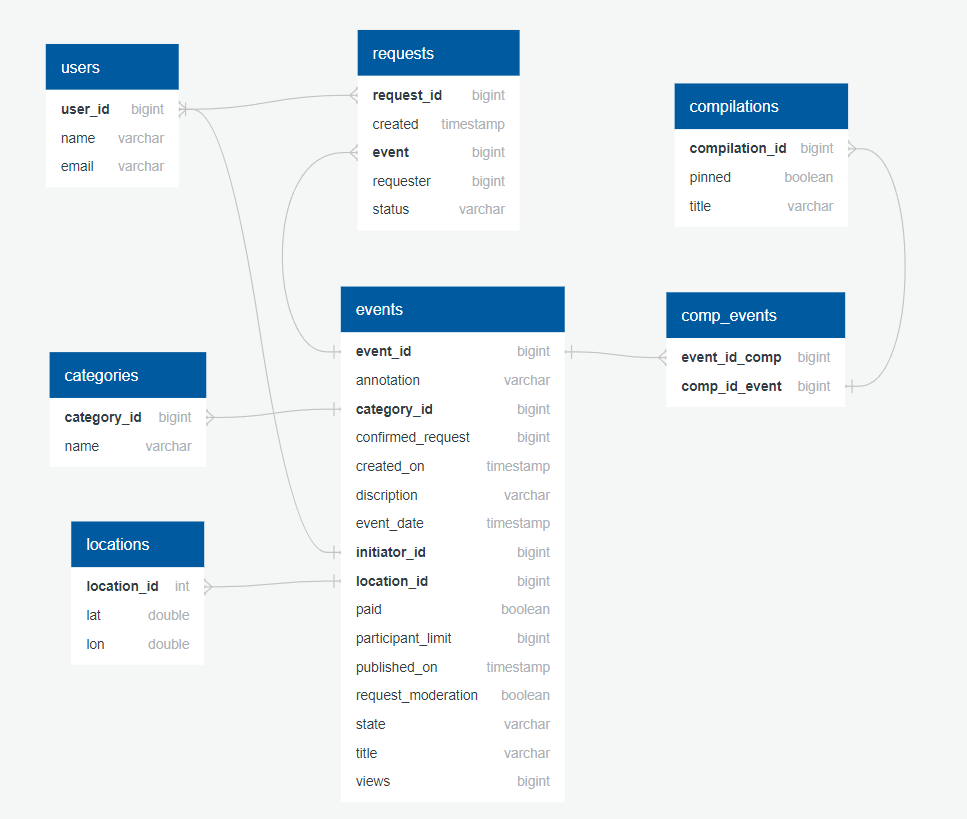 users
user_id bigint
name varchar
email varchar
requests
request_id bigint
created timestamp
event bigint
requester bigint
status varchar
compilations
compilation_id bigint
pinned boolean
title varchar
events
event_id bigint
annotation varchar
category_id bigint
confirmed_request bigint
created_on timestamp
discription varchar
event_date timestamp
initiator_id bigint
location_id bigint
paid boolean
participant_limit bigint
published_on timestamp
request_moderation boolean
state varchar
title varchar
views bigint
comp_events
event_id_comp bigint
comp_id_event bigint
categories
category_id bigint
name varchar
locations
location_id int
lat double
lon double